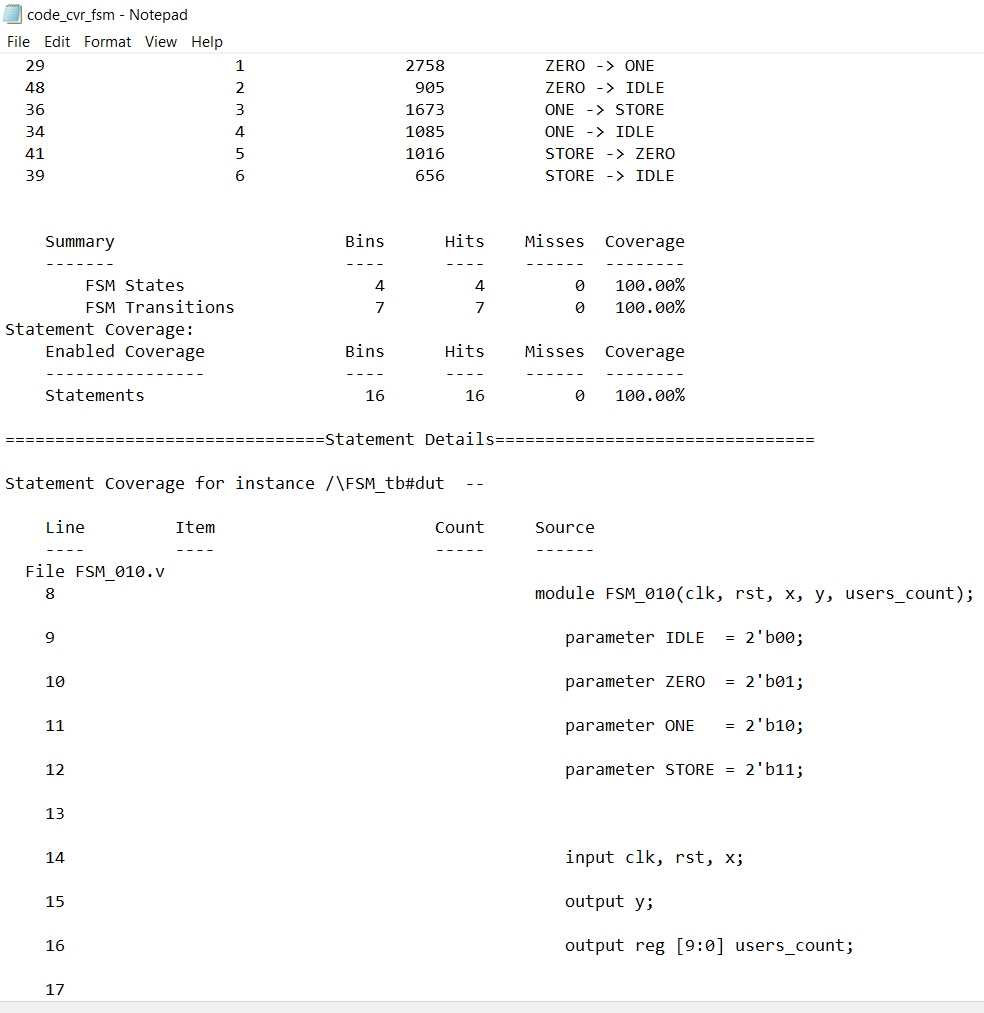 code_cvr_fsm - Notepad
File Edit Format View Help
29 1 2758 ZERO -> ONE
48 2 905 ZERO -> IDLE
36 3 1673 ONE -> STORE
34 4 1085 ONE -> IDLE
41 5 1016 STORE -> ZERO
39 6 656 STORE -> IDLE
Summary Bins Hits Misses Coverage
------- ---- ---- ------ --------
FSM States 4 4 0 100.00%
FSM Transitions 7 7 0 100.00%
Statement Coverage:
Enabled Coverage Bins Hits Misses Coverage
---------------- ---- ---- ------ --------
Statements 16 16 0 100.00%
================================Statement Details================================
Statement Coverage for instance /\FSM_tb#dut --
Line Item Count Source
---- ---- ----- ------
File FSM_010.v
8 module FSM_010(clk, rst, x, y, users_count);
9 parameter IDLE = 2'b00;
10 parameter ZERO = 2'b01;
11 parameter ONE = 2'b10;
12 parameter STORE = 2'b11;
13
14 input clk, rst, x;
15 output y;
16 output reg [9:0] users_count;
17